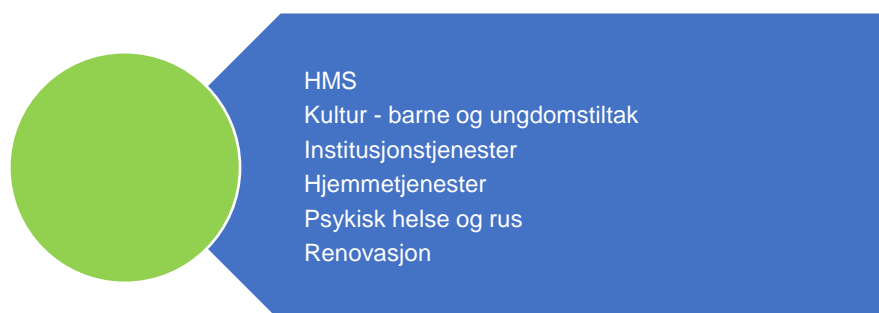 HMS
Kultur - barne og ungdomstiltak
Institusjonstjenester
Hjemmetjenester
Psykisk helse og rus
Renovasjon